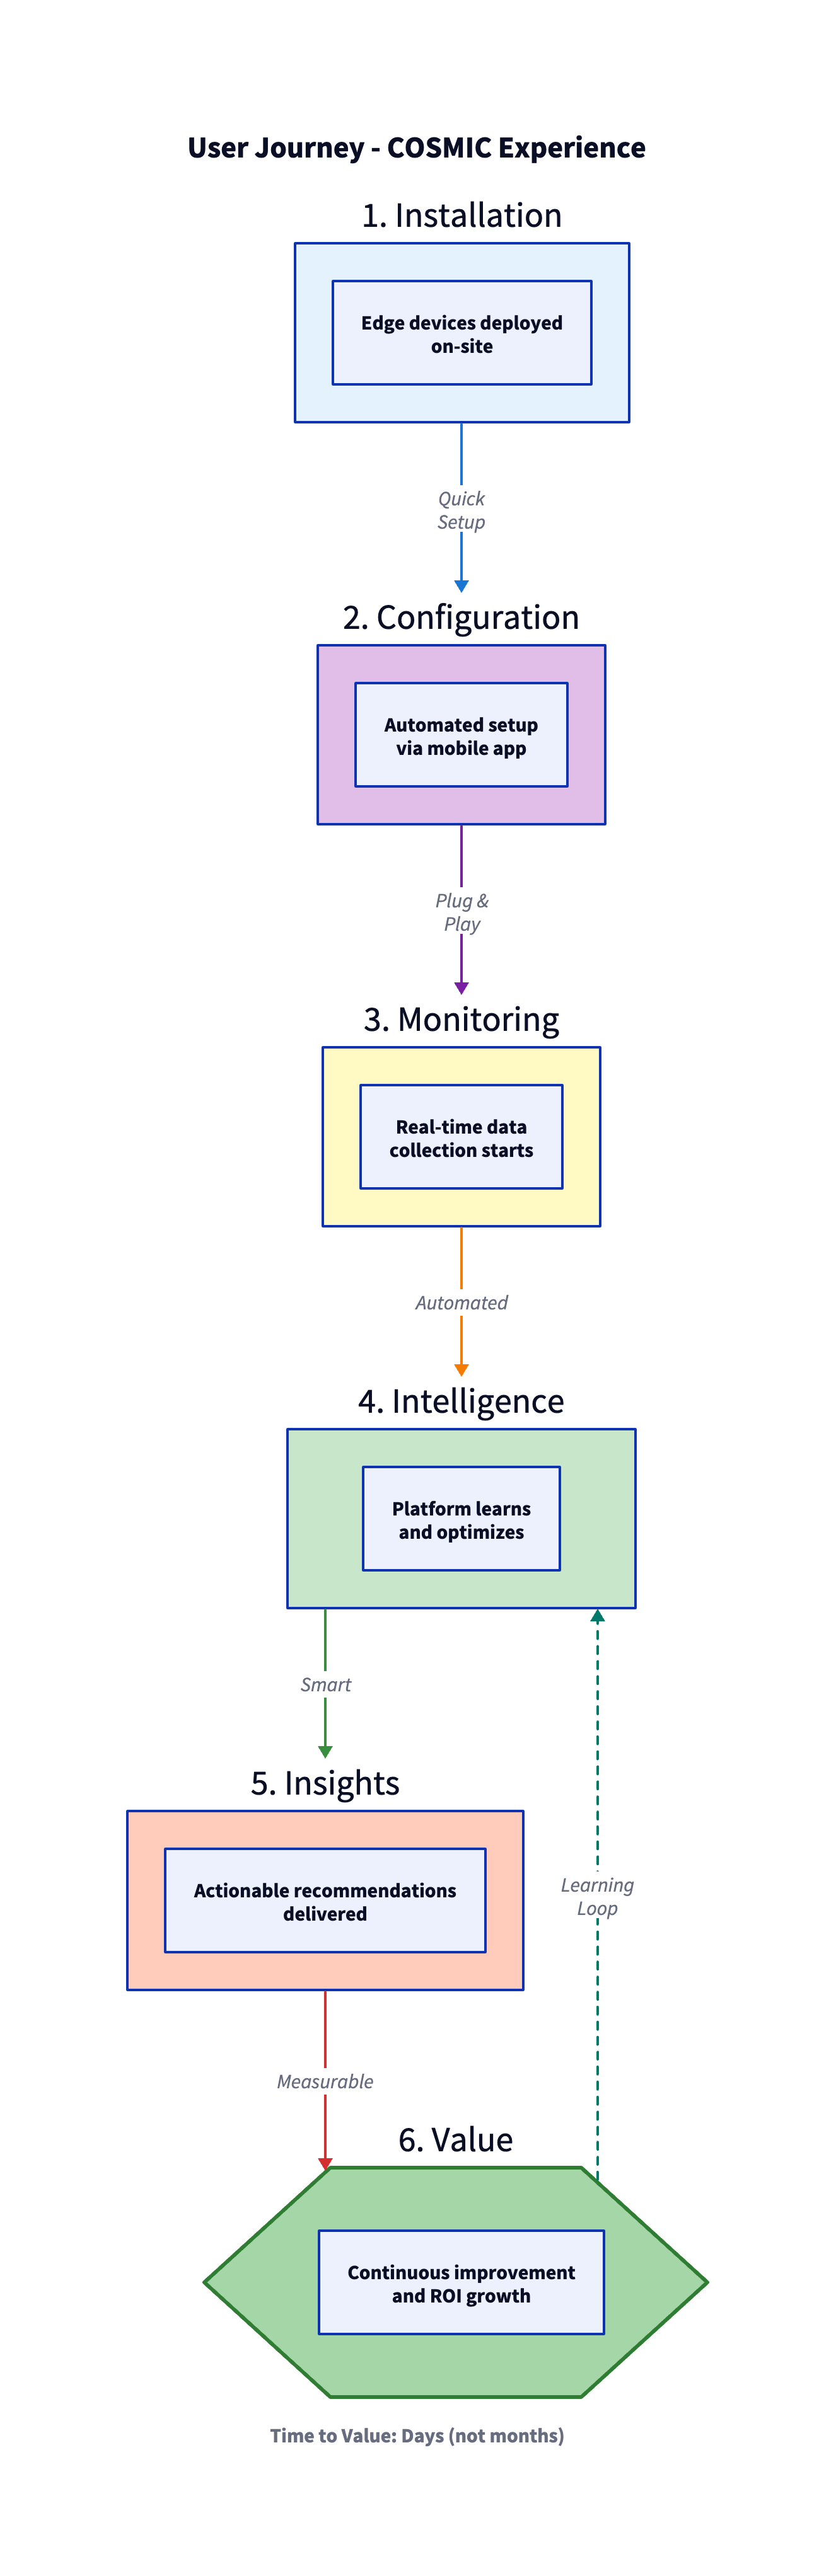 User Journey - COSMIC Experience
1. Installation
Edge devices deployed
on-site
Quick
Setup
2. Configuration
Automated setup
via mobile app
Plug &
Play
3. Monitoring
Real-time data
collection starts
Automated
4. Intelligence
Platform learns
and optimizes
Smart
5. Insights
Actionable recommendations
delivered
Learning
Loop
Measurable
6. Value
Continuous improvement
and ROI growth
Time to Value: Days (not months)